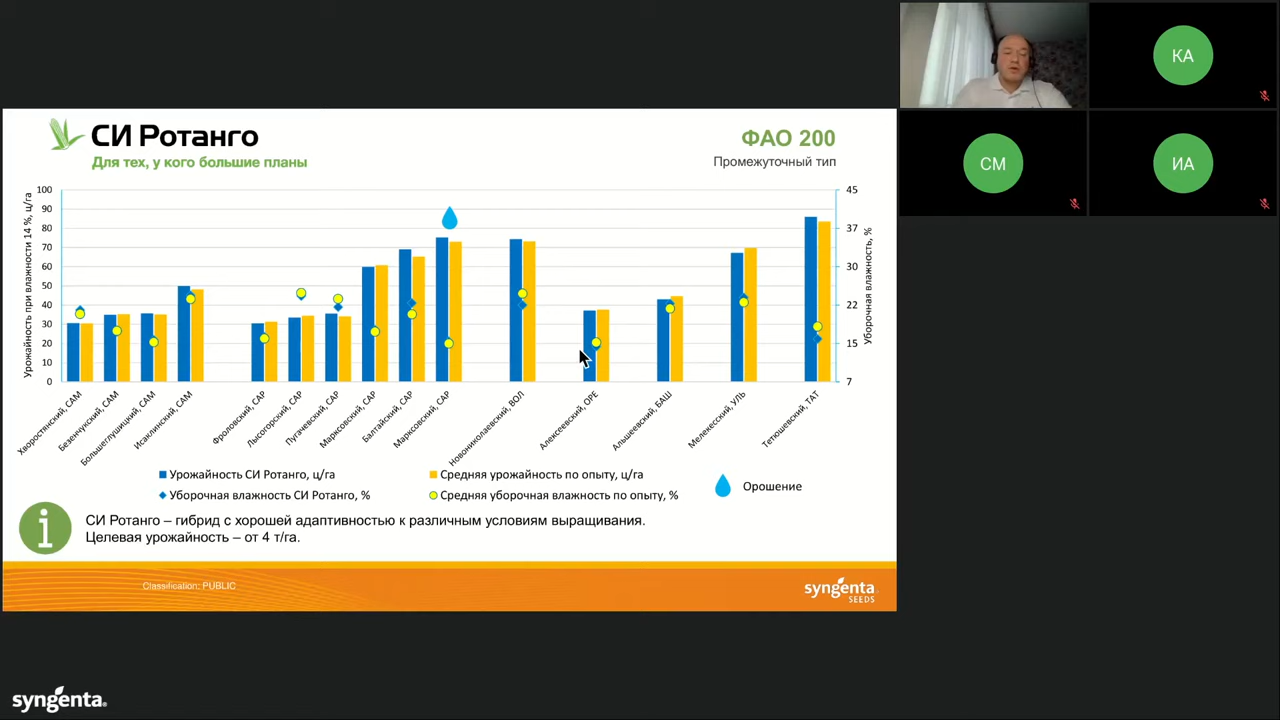 СИ Ротанго
Для тех, у кого большие планы
ФАО 200
Промежуточный тип
Урожайность при влажности 14 %, ц/га
100
90
80
70
60
50
40
30
20
10
0
45
37
30
22
15
7
Уборочная влажность, %
Хворостянский, САМ
Безенчукский, САМ
Большеглушицкий, САМ
Исаклинский, САМ
Фроловский, САР
Лысогорский, САР
Пугачевский, САР
Марксовский, САР
Балтайский, САР
Марксовский, САР
Новониколаевский, ВОЛ
Алексеевский, ОРЕ
Альшеевский, БАШ
Мелекесский, УЛЬ
Тетюшевский, ТАТ
Урожайность СИ Ротанго, ц/га
Средняя урожайность по опыту, ц/га
Уборочная влажность СИ Ротанго, %
Средняя уборочная влажность по опыту, %
Орошение
СИ Ротанго – гибрид с хорошей адаптивностью к различным условиям выращивания.
Целевая урожайность – от 4 т/га.
Classification: PUBLIC
syngenta
SEEDS
КА
СМ
ИА
syngenta